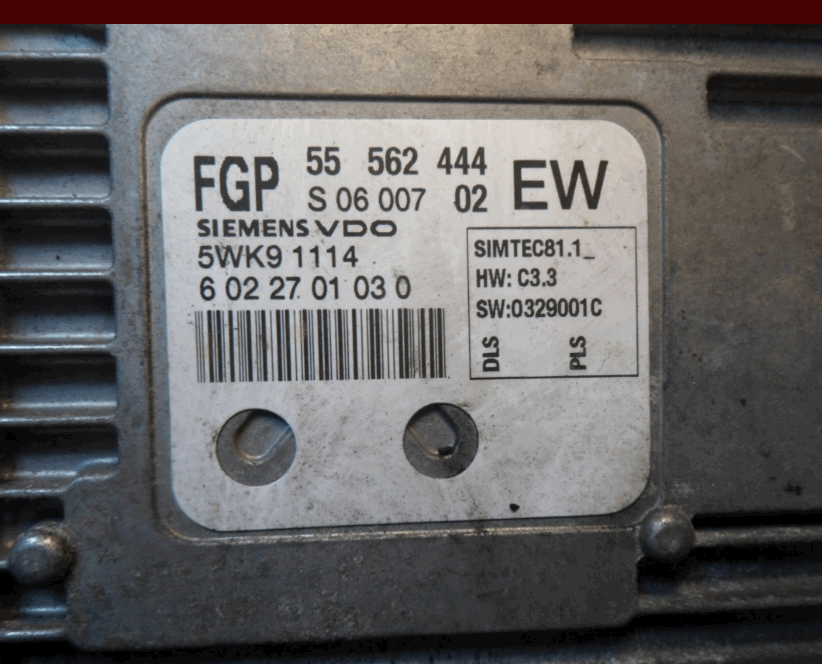 FGP 55 562 444 EW
S 06 007 02
SIEMENS VDO
5WK9 1114
6 02 27 01 03 0
SIMTEC81.1_
HW: C3.3
SW:0329001C
DLS PLS